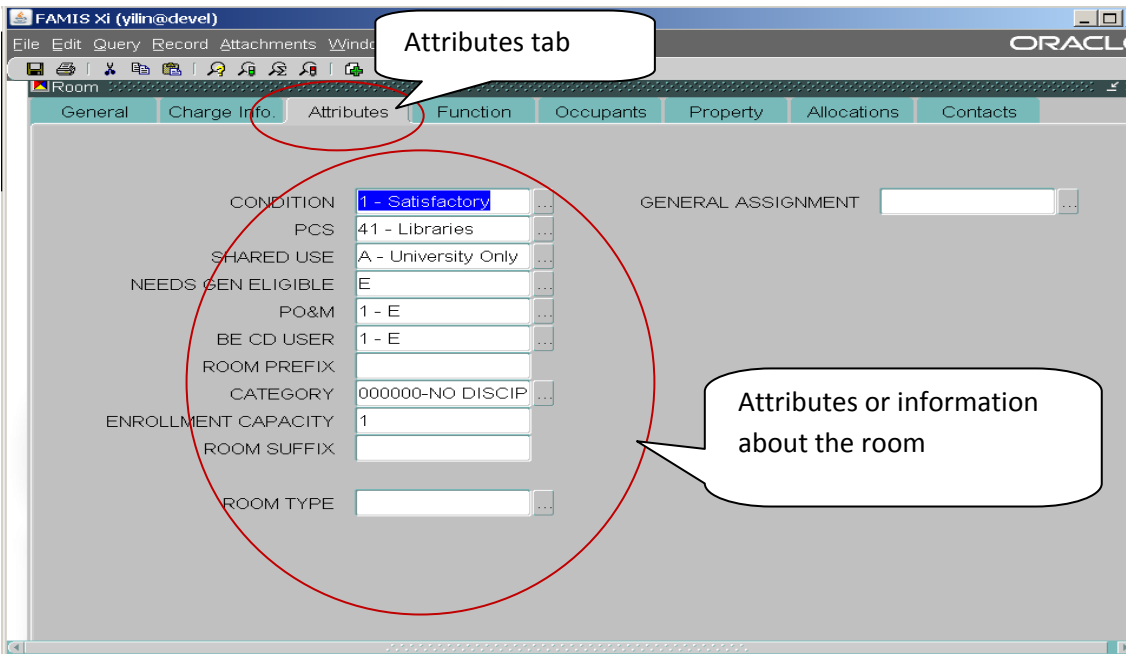 FAMIS Xi (yilin@devel)
File Edit Query Record Attachments
ORACL
Attributes tab
Room
General Charge Info. Attributes Function Occupants Property Allocations Contacts
CONDITION 1 - Satisfactory ... GENERAL ASSIGNMENT ...
PCS 41 - Libraries ...
SHARED USE A - University Only ...
NEEDS GEN ELIGIBLE E ...
PO&M 1 - E ...
BE CD USER 1 - E ...
ROOM PREFIX
CATEGORY 000000-NO DISCIP ...
ENROLLMENT CAPACITY 1
ROOM SUFFIX
ROOM TYPE ...
Attributes or information
about the room